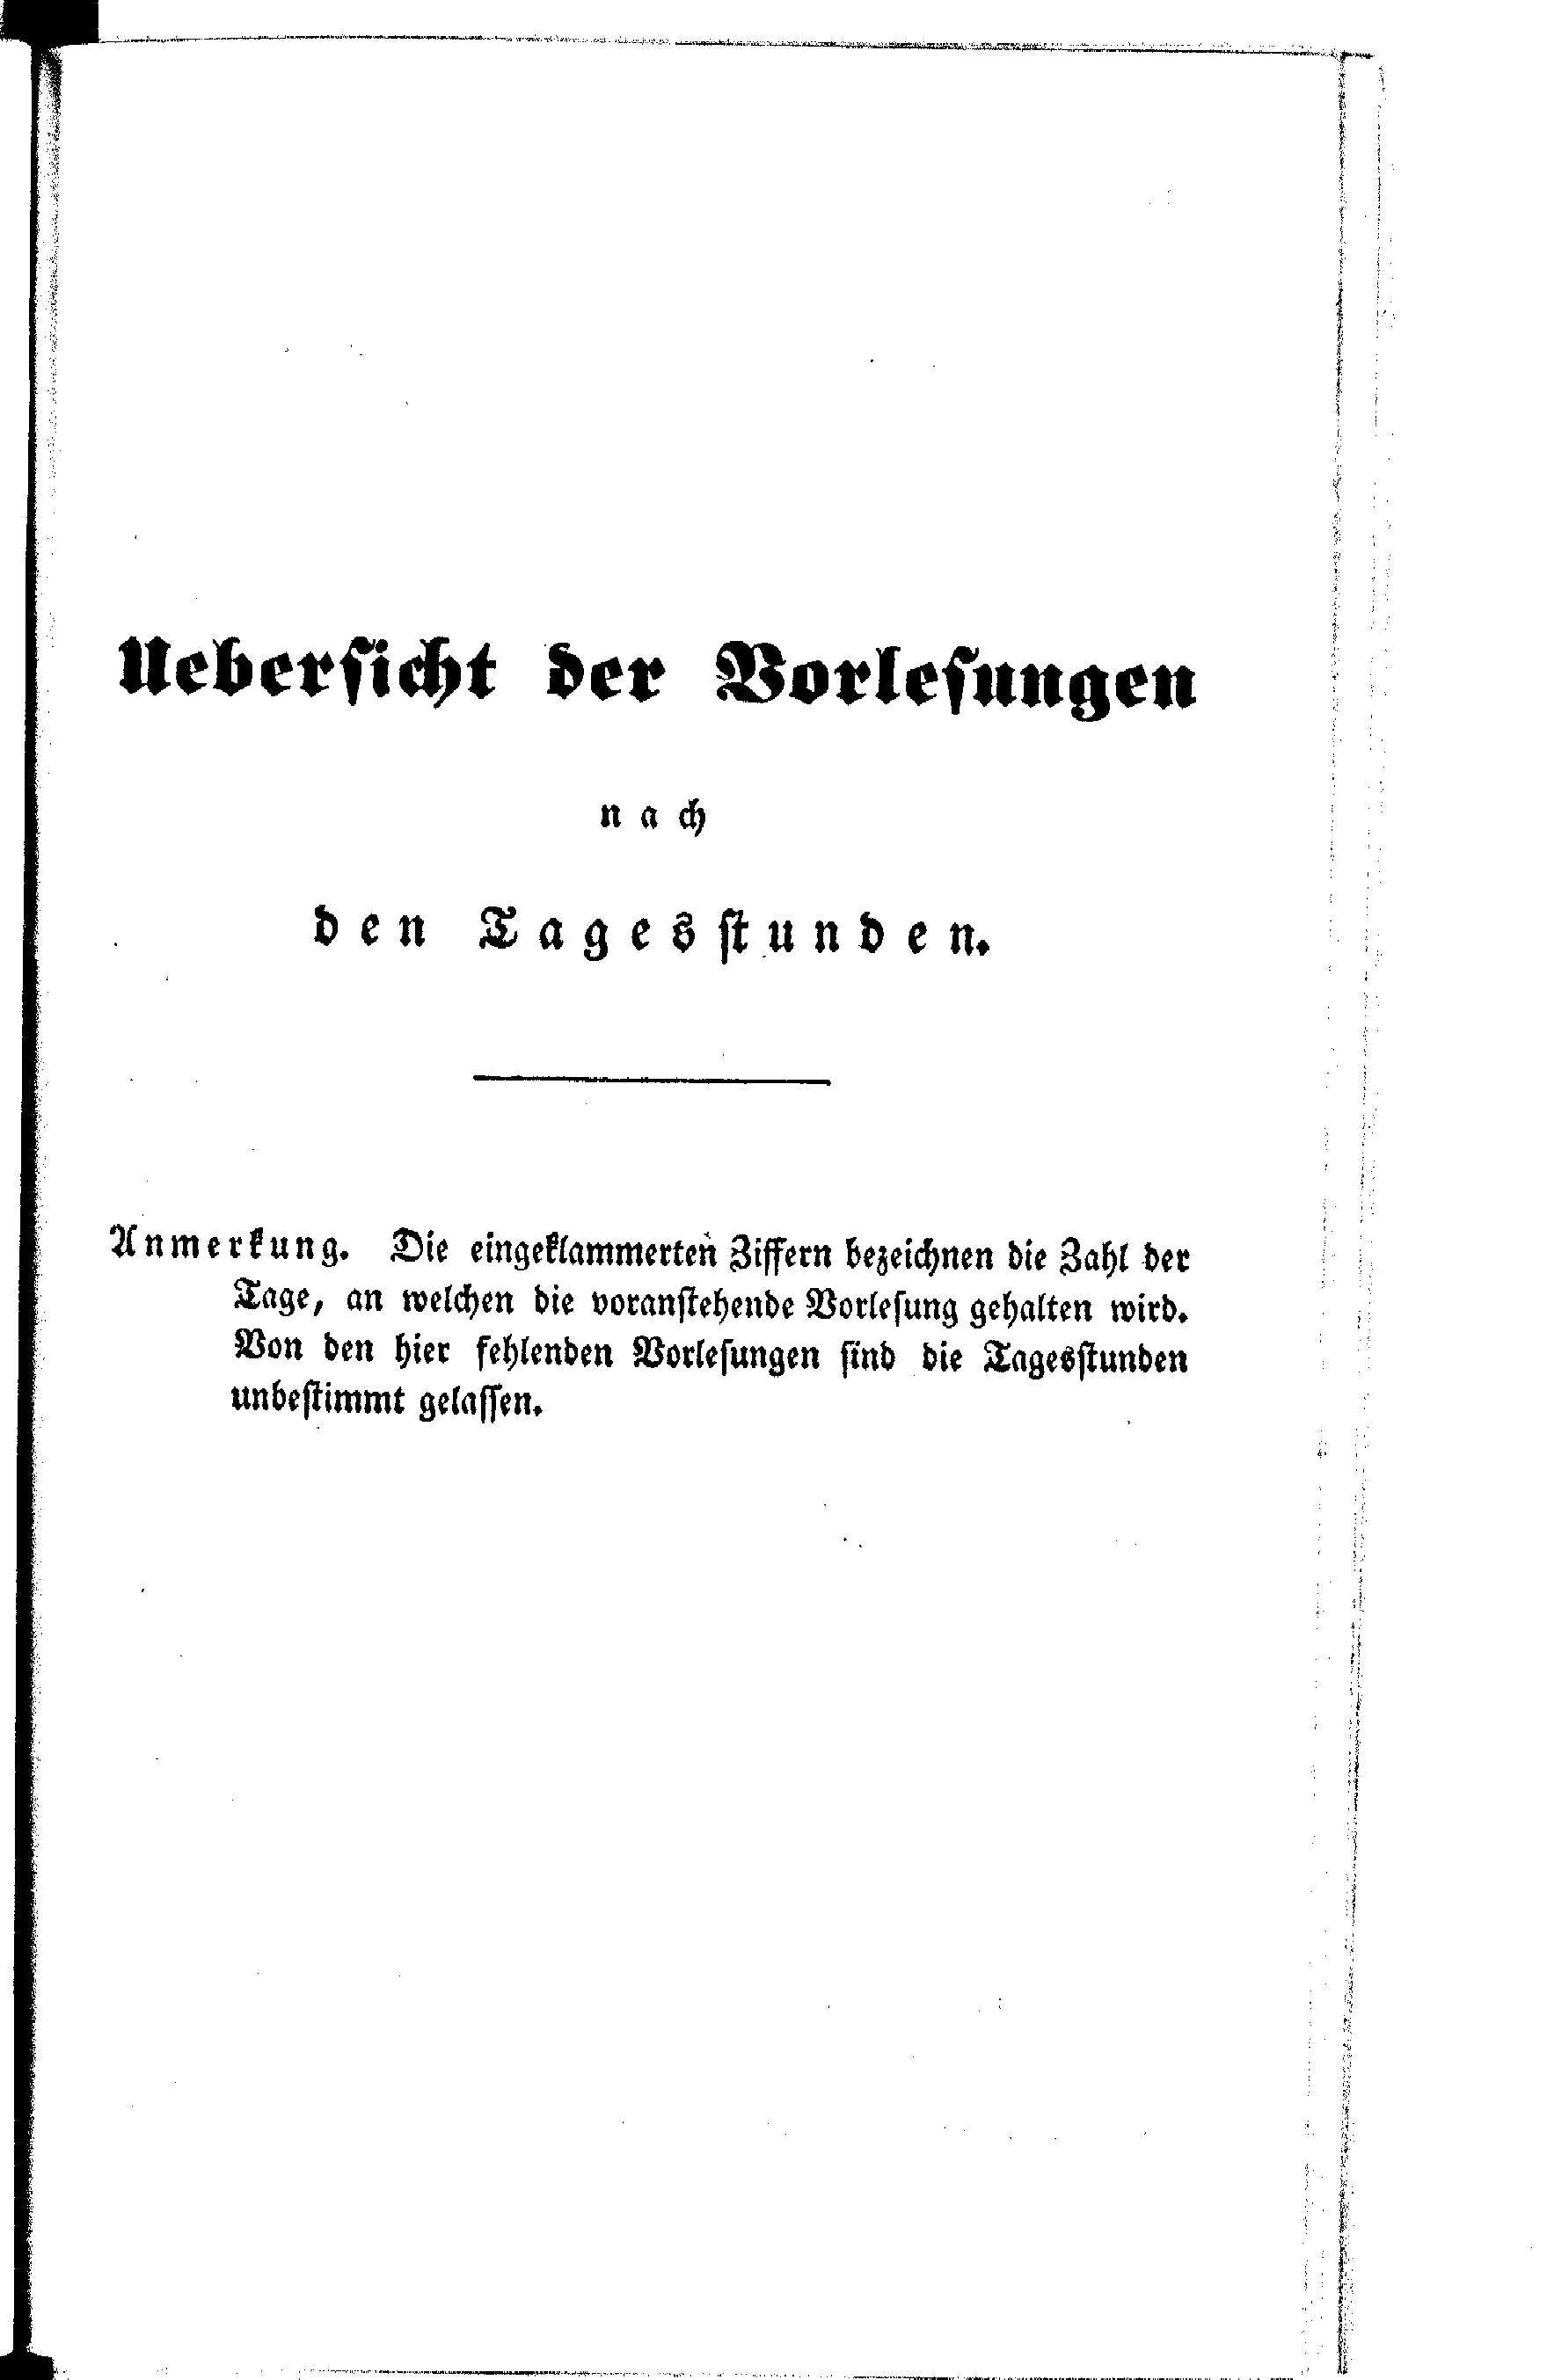 Uebersicht der Vorlesungen
nach
den Tagesstunden.
Anmerkung. Die eingeklammerten Ziffern bezeichnen die Zahl der
Tage, an welchen die voranstehende Vorlesung gehalten wird.
Von den hier fehlenden Vorlesungen sind die Tagesstunden
unbestimmt gelassen.